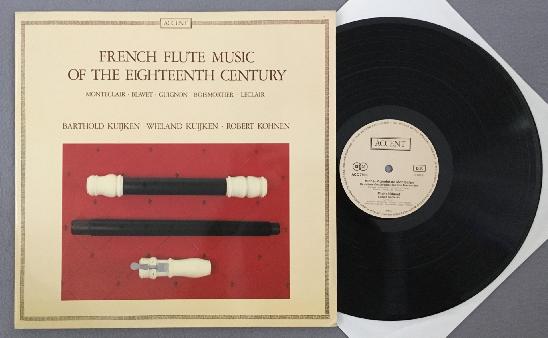 ACCENT
FRENCH FLUTE MUSIC
OF THE EIGHTEENTH CENTURY
MONTECLAIR · BLAVET · GUIGNON · BOISMORTIER · LECLAIR
BARTHOLD KUIJKEN · WIELAND KUIJKEN · ROBERT KOHNEN
ACCENT